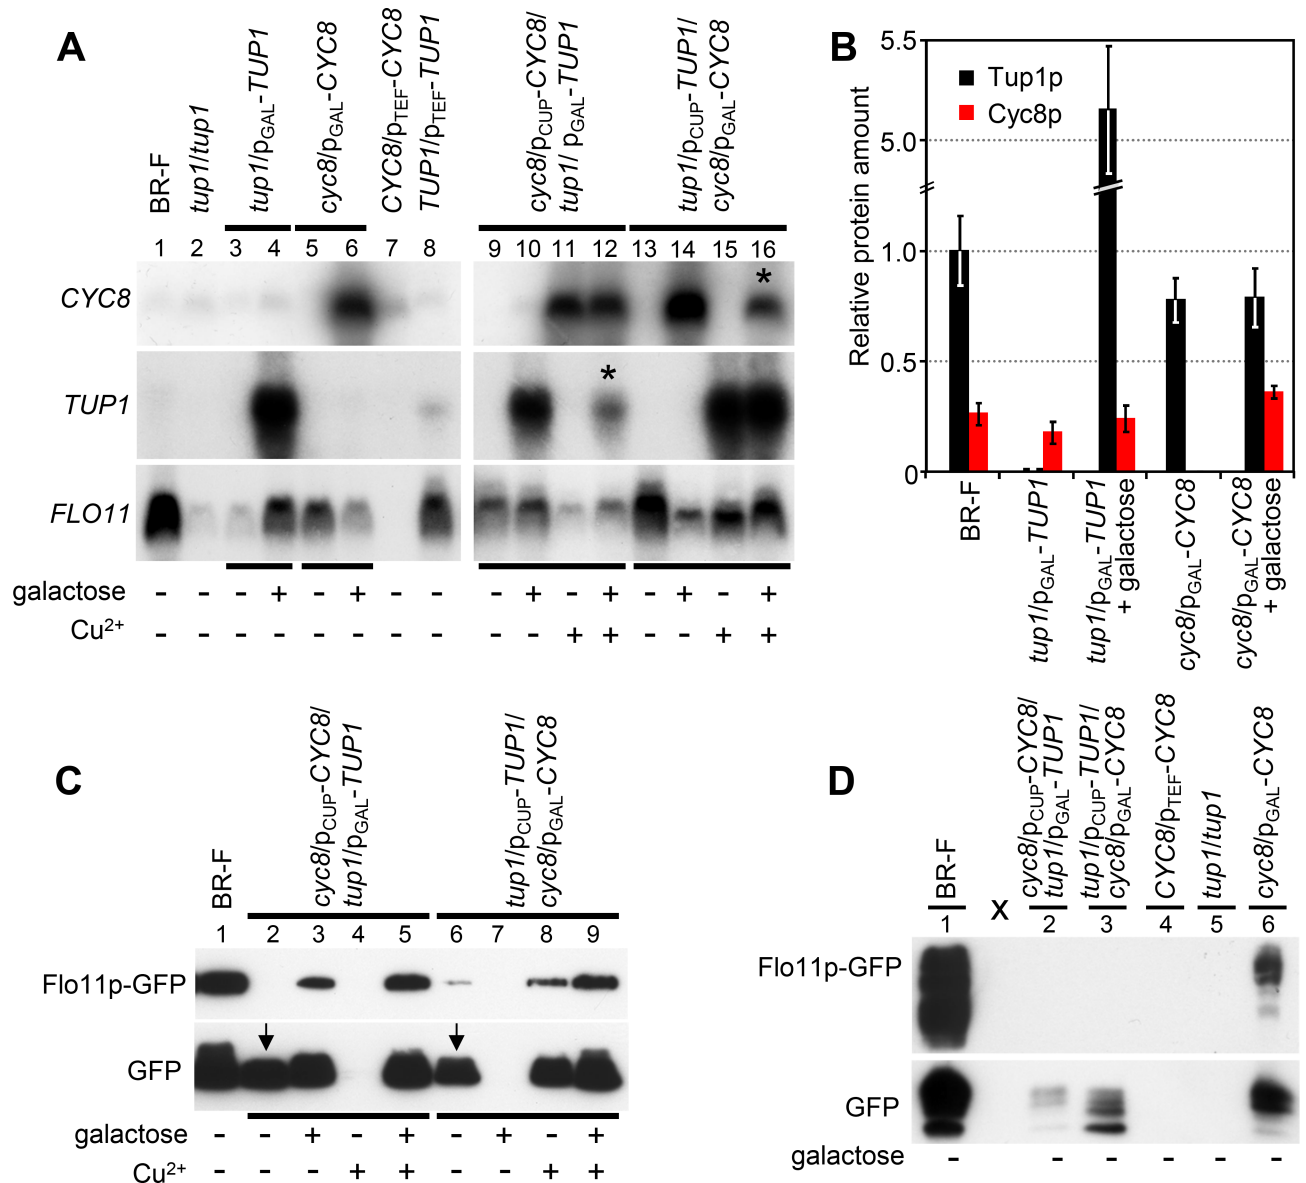 A
BR-F
tup1/tup1
tup1/pGAL-TUP1
cyc8/pGAL-CYC8
CYC8/pTEF-CYC8
TUP1/pTEF-TUP1
cyc8/pCUP-CYC8/
tup1/ pGAL-TUP1
tup1/pCUP-TUP1/
cyc8/pGAL-CYC8
1 2 3 4 5 6 7 8 9 10 11 12 13 14 15 16
CYC8 *
TUP1 *
FLO11
galactose - - - + - + - - - + - + - + - +
Cu2+ - - - - - - - - - - + + - - + +
B
Relative protein amount
5.5
5.0
1.0
0.5
0
Tup1p
Cyc8p
BR-F
tup1/pGAL-TUP1
tup1/pGAL-TUP1
+ galactose
cyc8/pGAL-CYC8
cyc8/pGAL-CYC8
+ galactose
C
BR-F
cyc8/pCUP-CYC8/
tup1/pGAL-TUP1
tup1/pCUP-TUP1/
cyc8/pGAL-CYC8
1 2 3 4 5 6 7 8 9
Flo11p-GFP
GFP
galactose - - + - + - + - +
Cu2+ - - - + + - - + +
D
BR-F
X
cyc8/pCUP-CYC8/
tup1/pGAL-TUP1
tup1/pCUP-TUP1/
cyc8/pGAL-CYC8
CYC8/pTEF-CYC8
tup1/tup1
cyc8/pGAL-CYC8
1 2 3 4 5 6
Flo11p-GFP
GFP
galactose - - - - - -